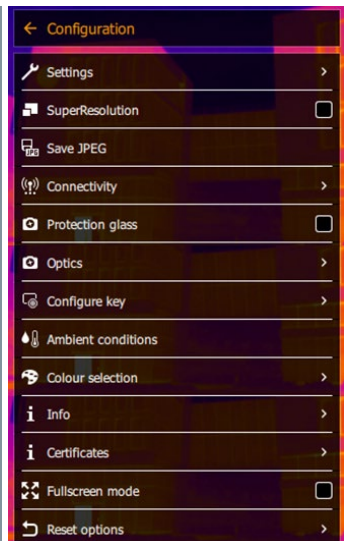 Configuration
Settings
SuperResolution
Save JPEG
Connectivity
Protection glass
Optics
Configure key
Ambient conditions
Colour selection
Info
Certificates
Fullscreen mode
Reset options